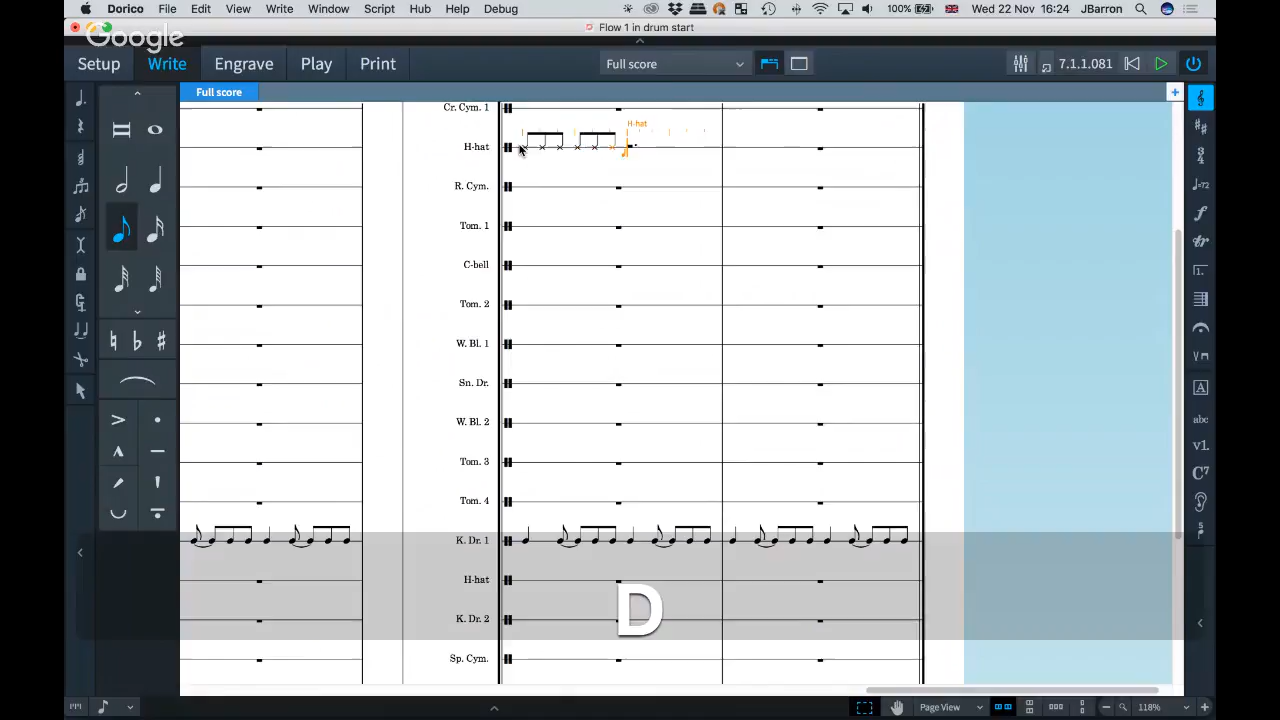 Dorico File Edit View Write Window Script Hub Help Debug 100% Wed 22 Nov 16:24 JBarron
Flow 1 in drum start
Google
Setup Write Engrave Play Print Full score 7.1.1.081
Full score
Cr. Cym. 1
H-hat
H-hat
R. Cym.
Tom. 1
C-bell
Tom. 2
W. Bl. 1
Sn. Dr.
W. Bl. 2
Tom. 3
Tom. 4
K. Dr. 1
H-hat
K. Dr. 2
Sp. Cym.
D
A
abc
v1.
C7
Page View 118%